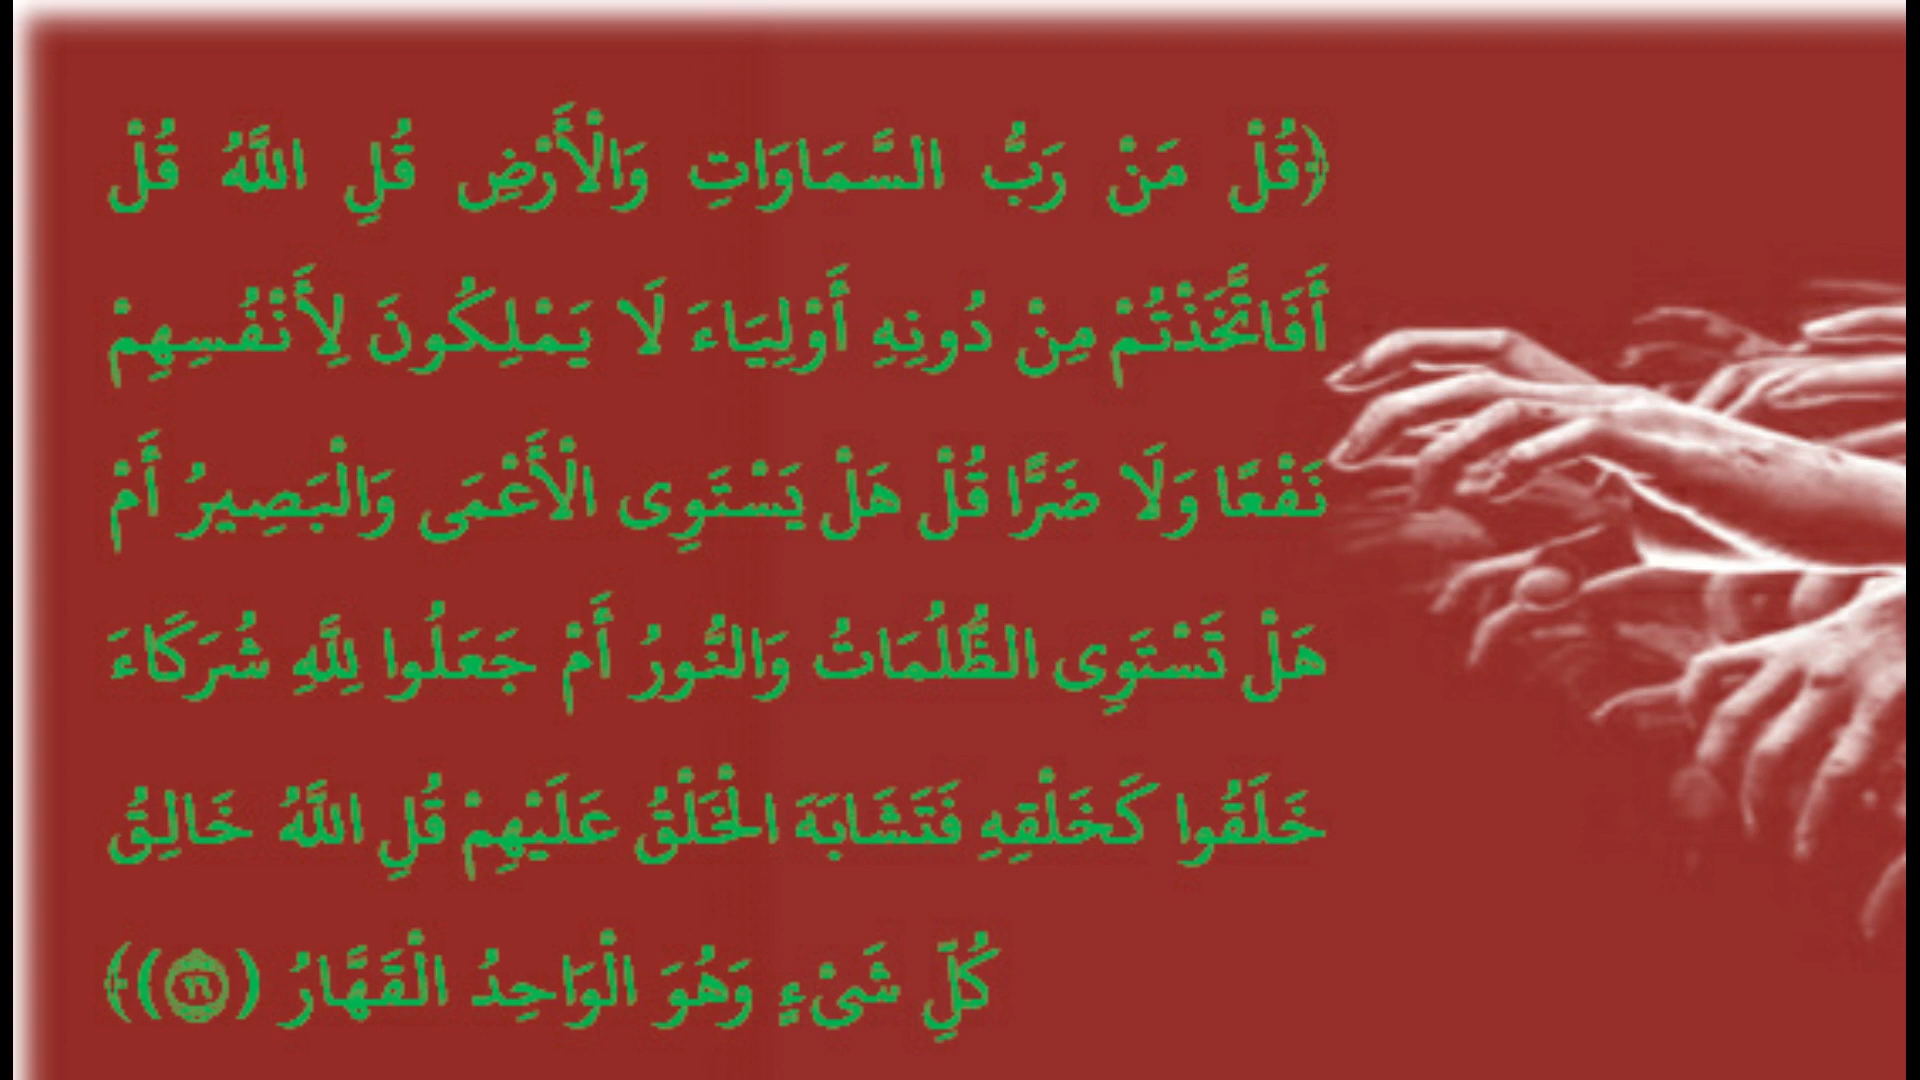 ﴿قُلْ مَنْ رَبُّ السَّمَاوَاتِ وَالْأَرْضِ قُلِ اللَّهُ قُلْ
أَفَاتَّخَذْتُمْ مِنْ دُونِهِ أَوْلِيَاءَ لَا يَمْلِكُونَ لِأَنْفُسِهِمْ
نَفْعًا وَلَا ضَرًّا قُلْ هَلْ يَسْتَوِى الْأَعْمَى وَالْبَصِيرُ أَمْ
هَلْ تَسْتَوِى الظُّلُمَاتُ وَالنُّورُ أَمْ جَعَلُوا لِلَّهِ شُرَكَاءَ
خَلَقُوا كَخَلْقِهِ فَتَشَابَهَ الْخَلْقُ عَلَيْهِمْ قُلِ اللَّهُ خَالِقُ
كُلِّ شَىْءٍ وَهُوَ الْوَاحِدُ الْقَهَّارُ (١٦)﴾